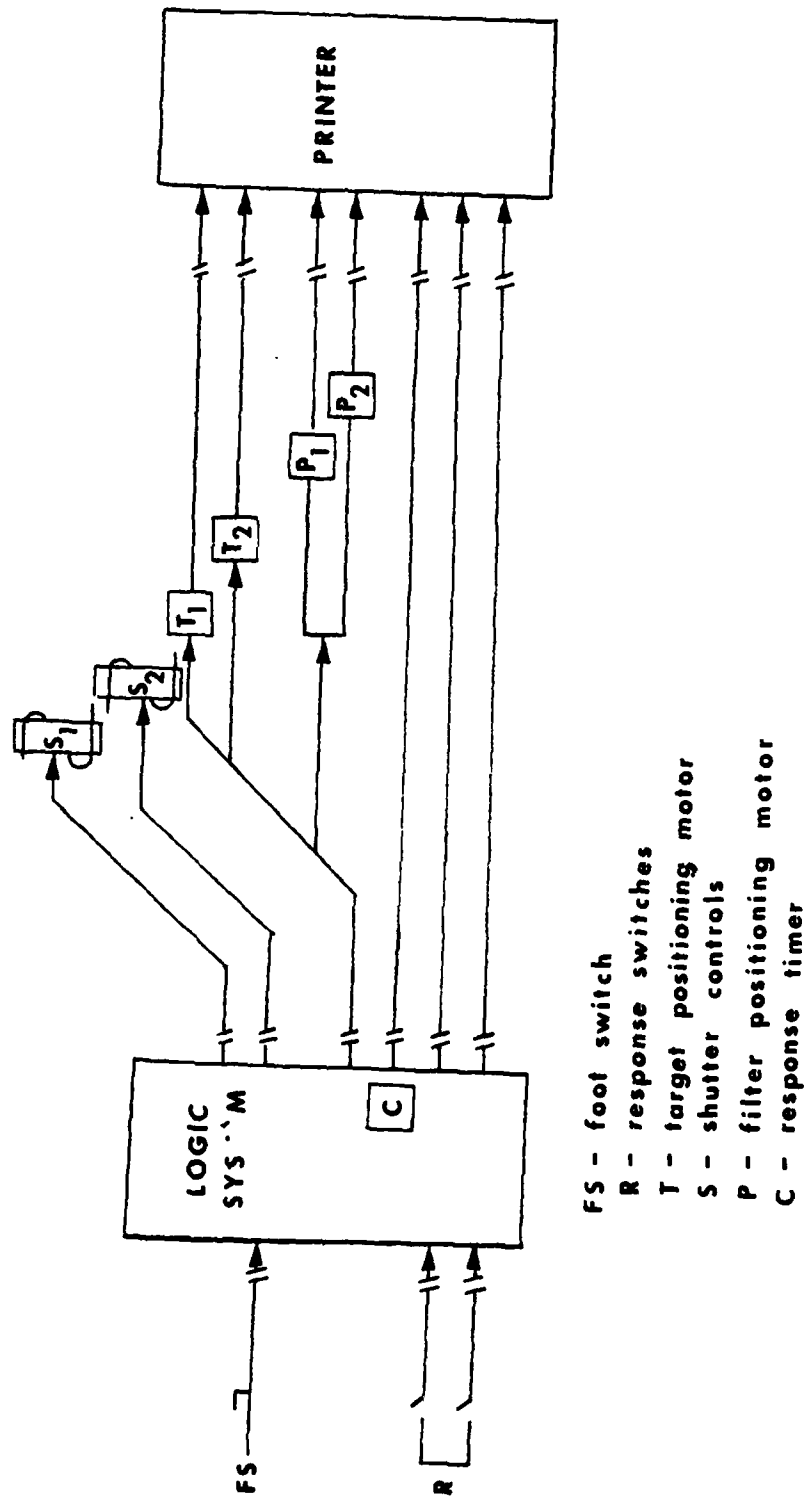 FS
R
LOGIC
C
S1
S2
T1
T2
P1
P2
PRINTER
FS - foot switch
R - response switches
T - target positioning motor
S - shutter controls
P - filter positioning motor
C - response timer